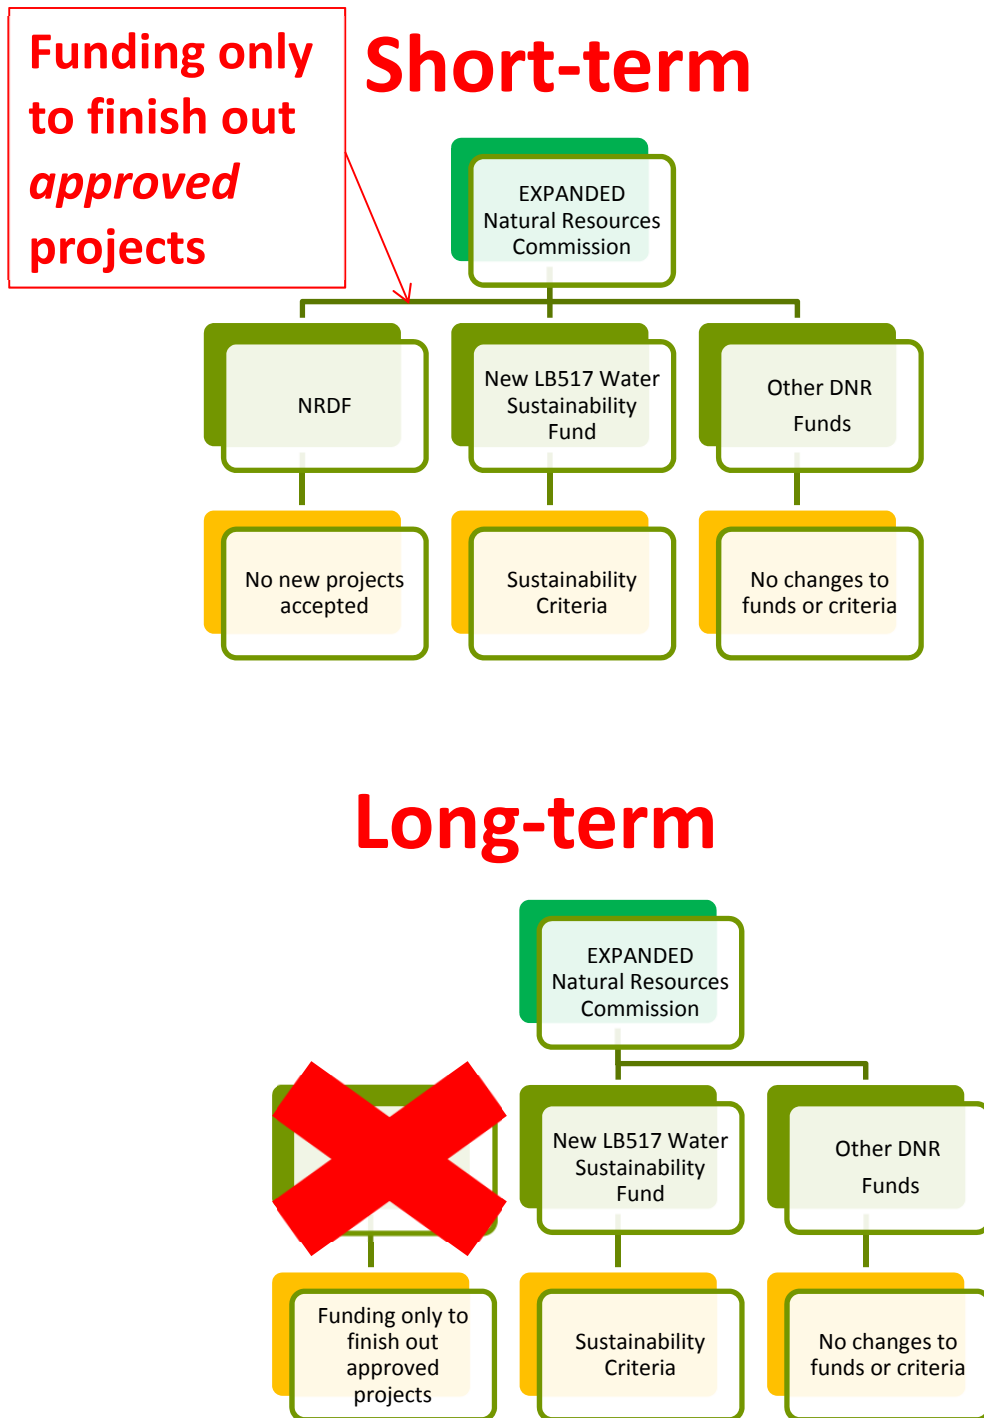 Funding only
to finish out
approved
projects
Short-term
EXPANDED
Natural Resources
Commission
NRDF
New LB517 Water
Sustainability
Fund
Other DNR
Funds
No new projects
accepted
Sustainability
Criteria
No changes to
funds or criteria
Long-term
EXPANDED
Natural Resources
Commission
New LB517 Water
Sustainability
Fund
Other DNR
Funds
Funding only to
finish out
approved
projects
Sustainability
Criteria
No changes to
funds or criteria